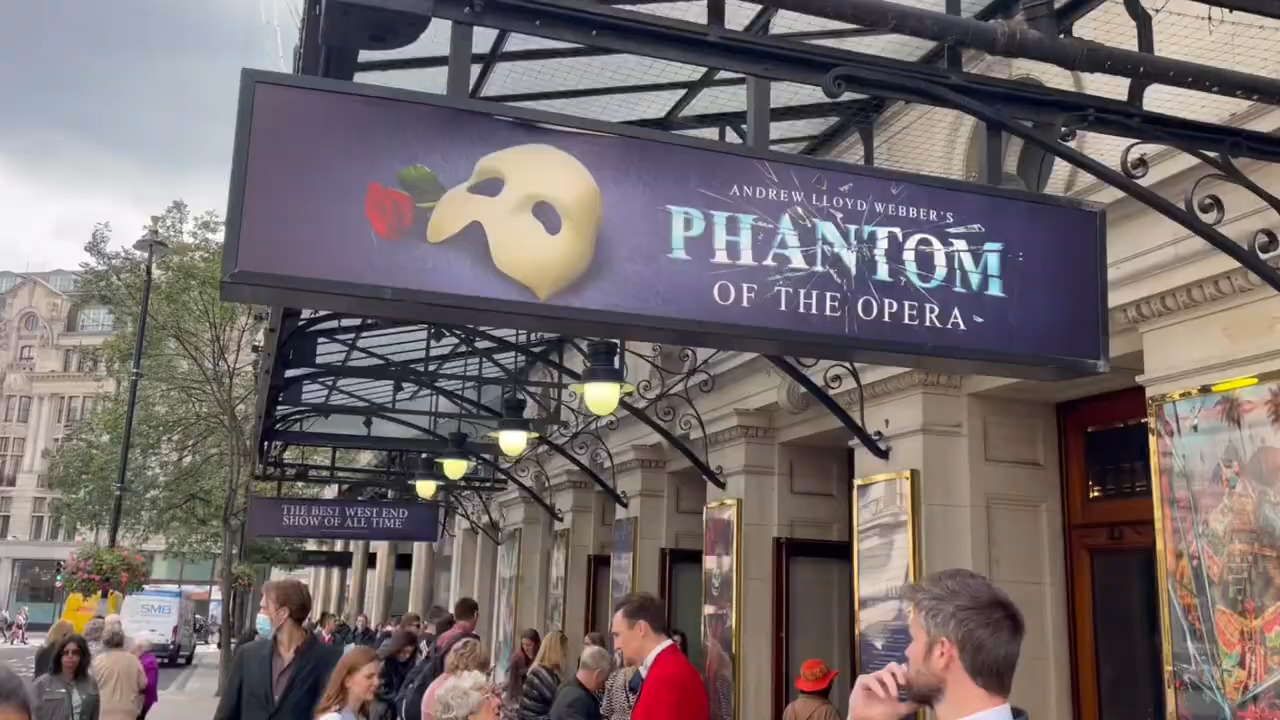 ANDREW LLOYD WEBBER'S
PHANTOM
OF THE OPERA
THE BEST WEST END
SHOW OF ALL TIME
SMB